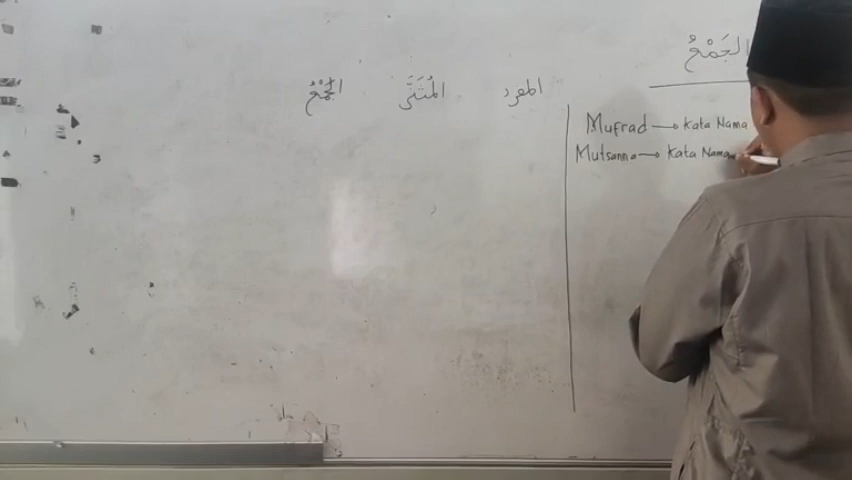 الجَمْعُ
المفرد المُثَنَّى الجَمْعُ
Mufrad → Kata Nama
Mutsanna → Kata Nama